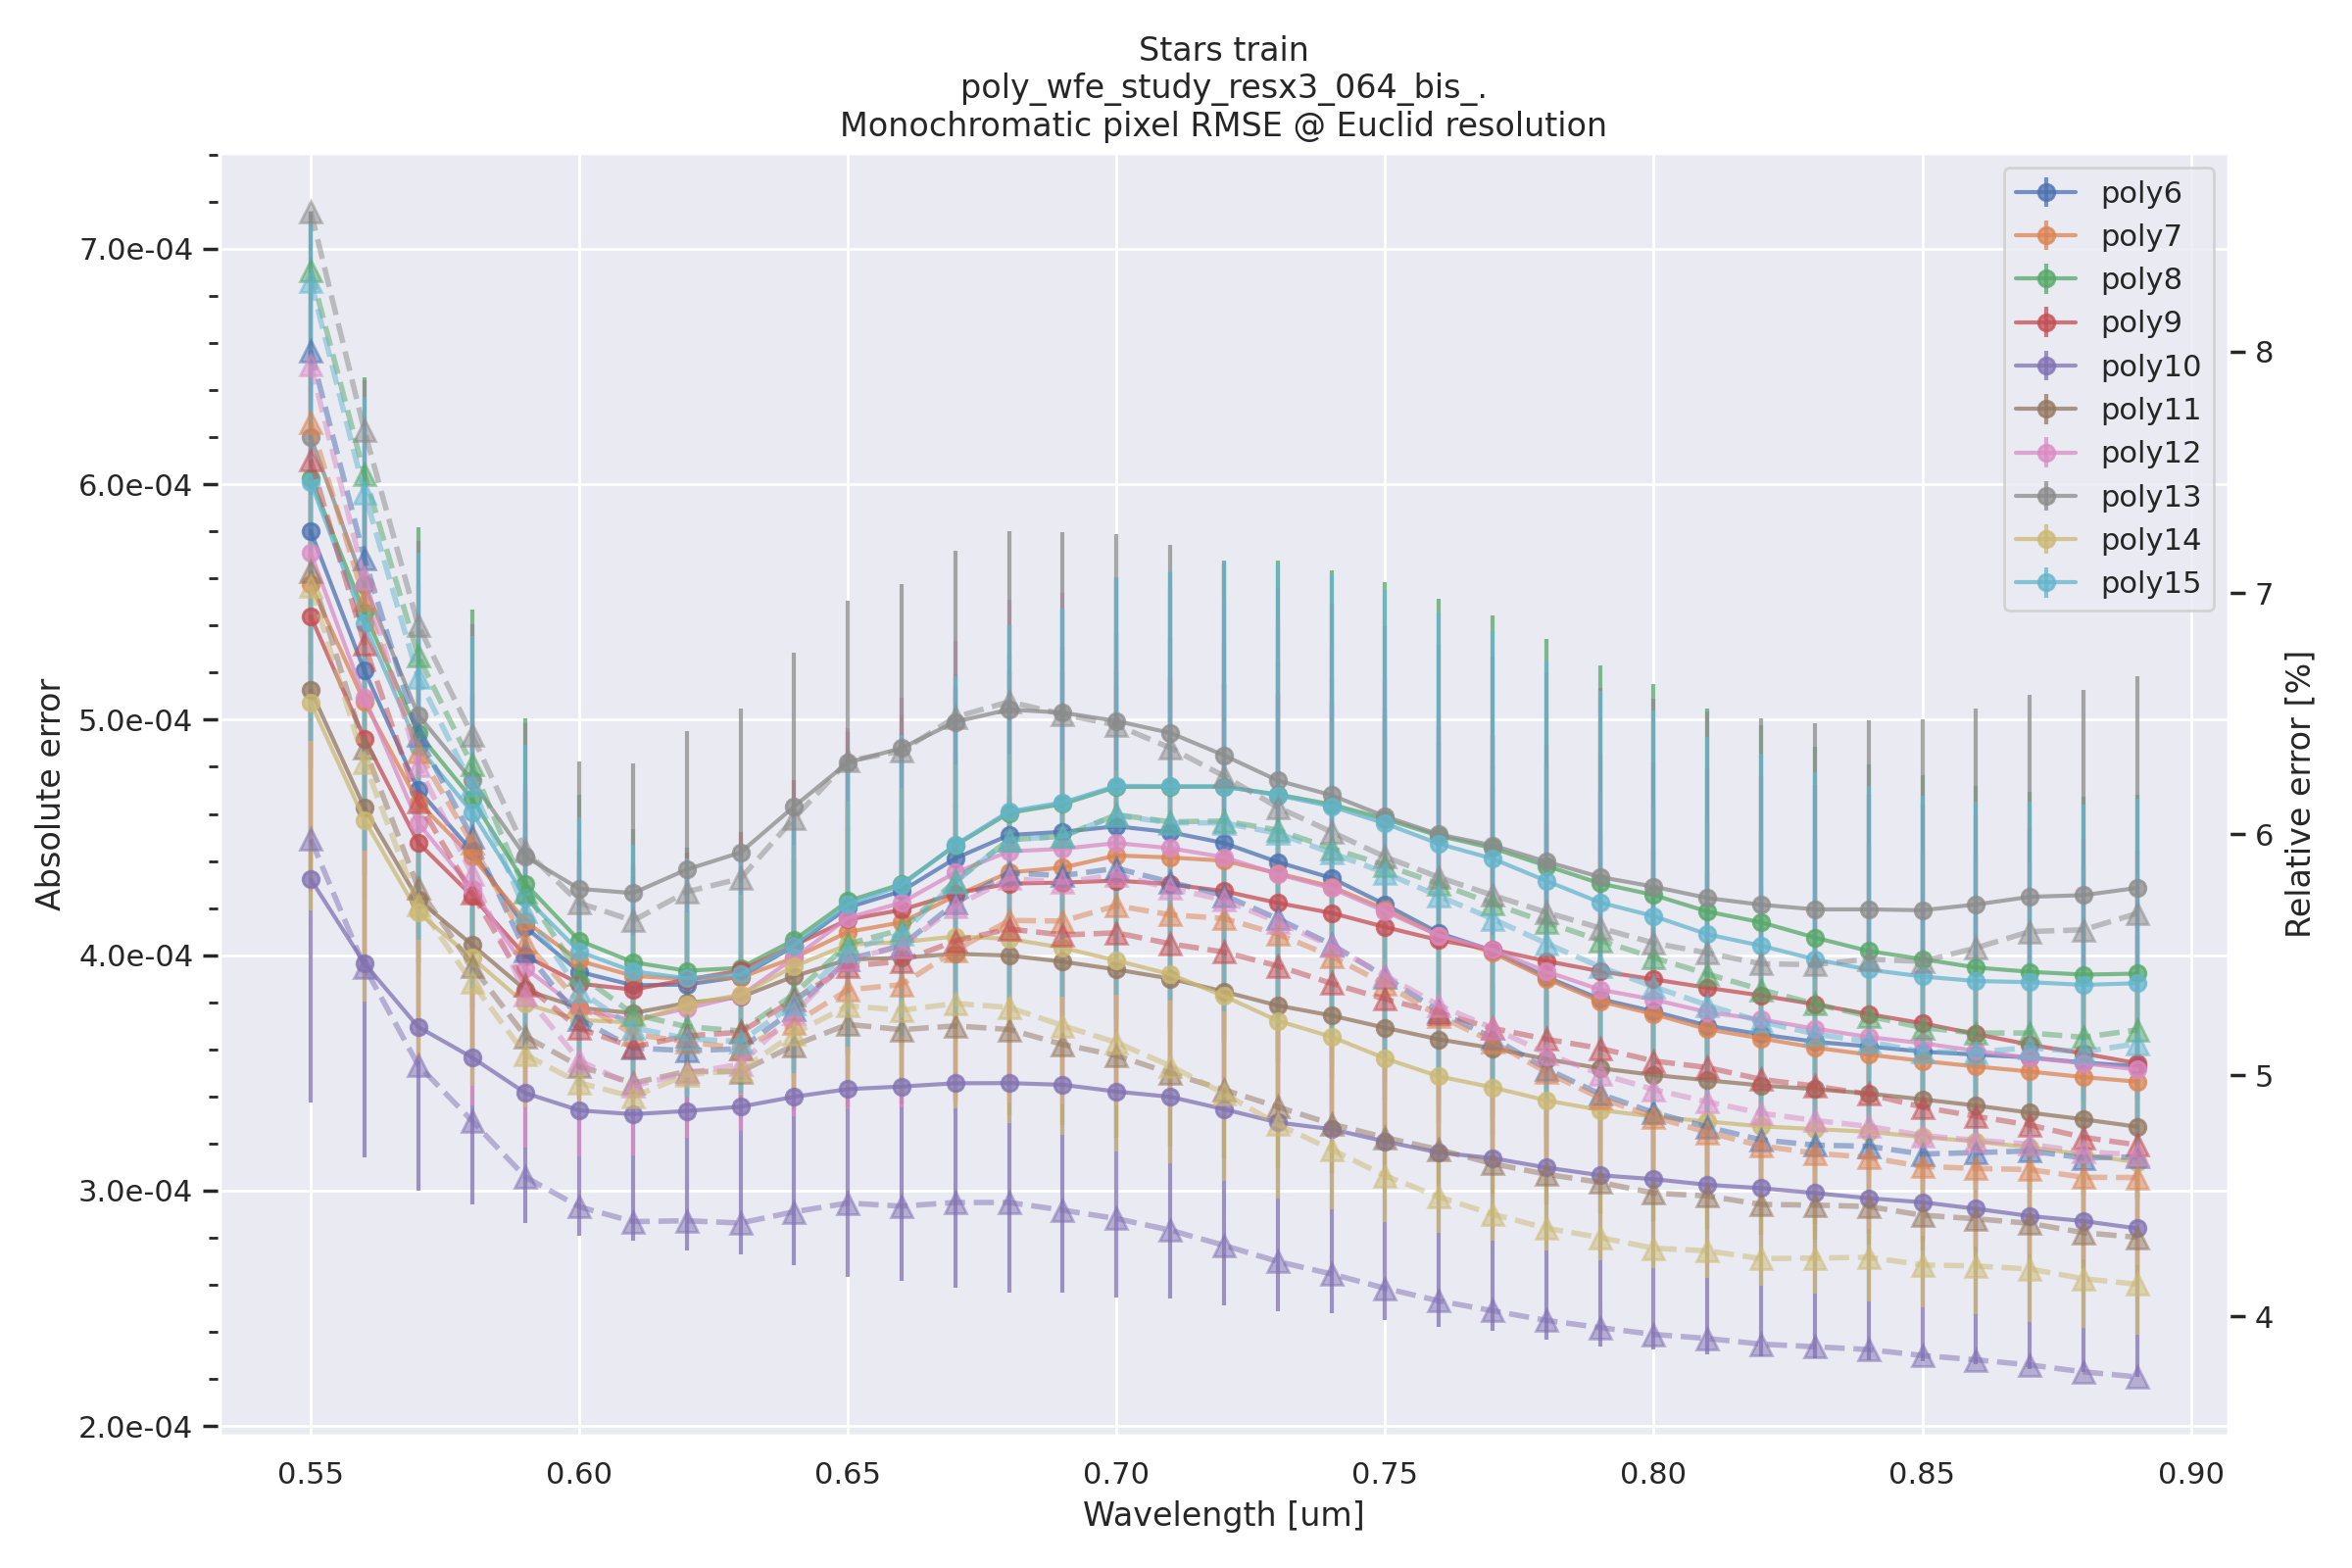 Stars train
poly_wfe_study_resx3_064_bis_.
Monochromatic pixel RMSE @ Euclid resolution
poly6
poly7
poly8
poly9
poly10
poly11
poly12
poly13
poly14
poly15
Absolute error
7.0e-04
6.0e-04
5.0e-04
4.0e-04
3.0e-04
2.0e-04
Relative error [%]
8
7
6
5
4
0.55 0.60 0.65 0.70 0.75 0.80 0.85 0.90
Wavelength [um]